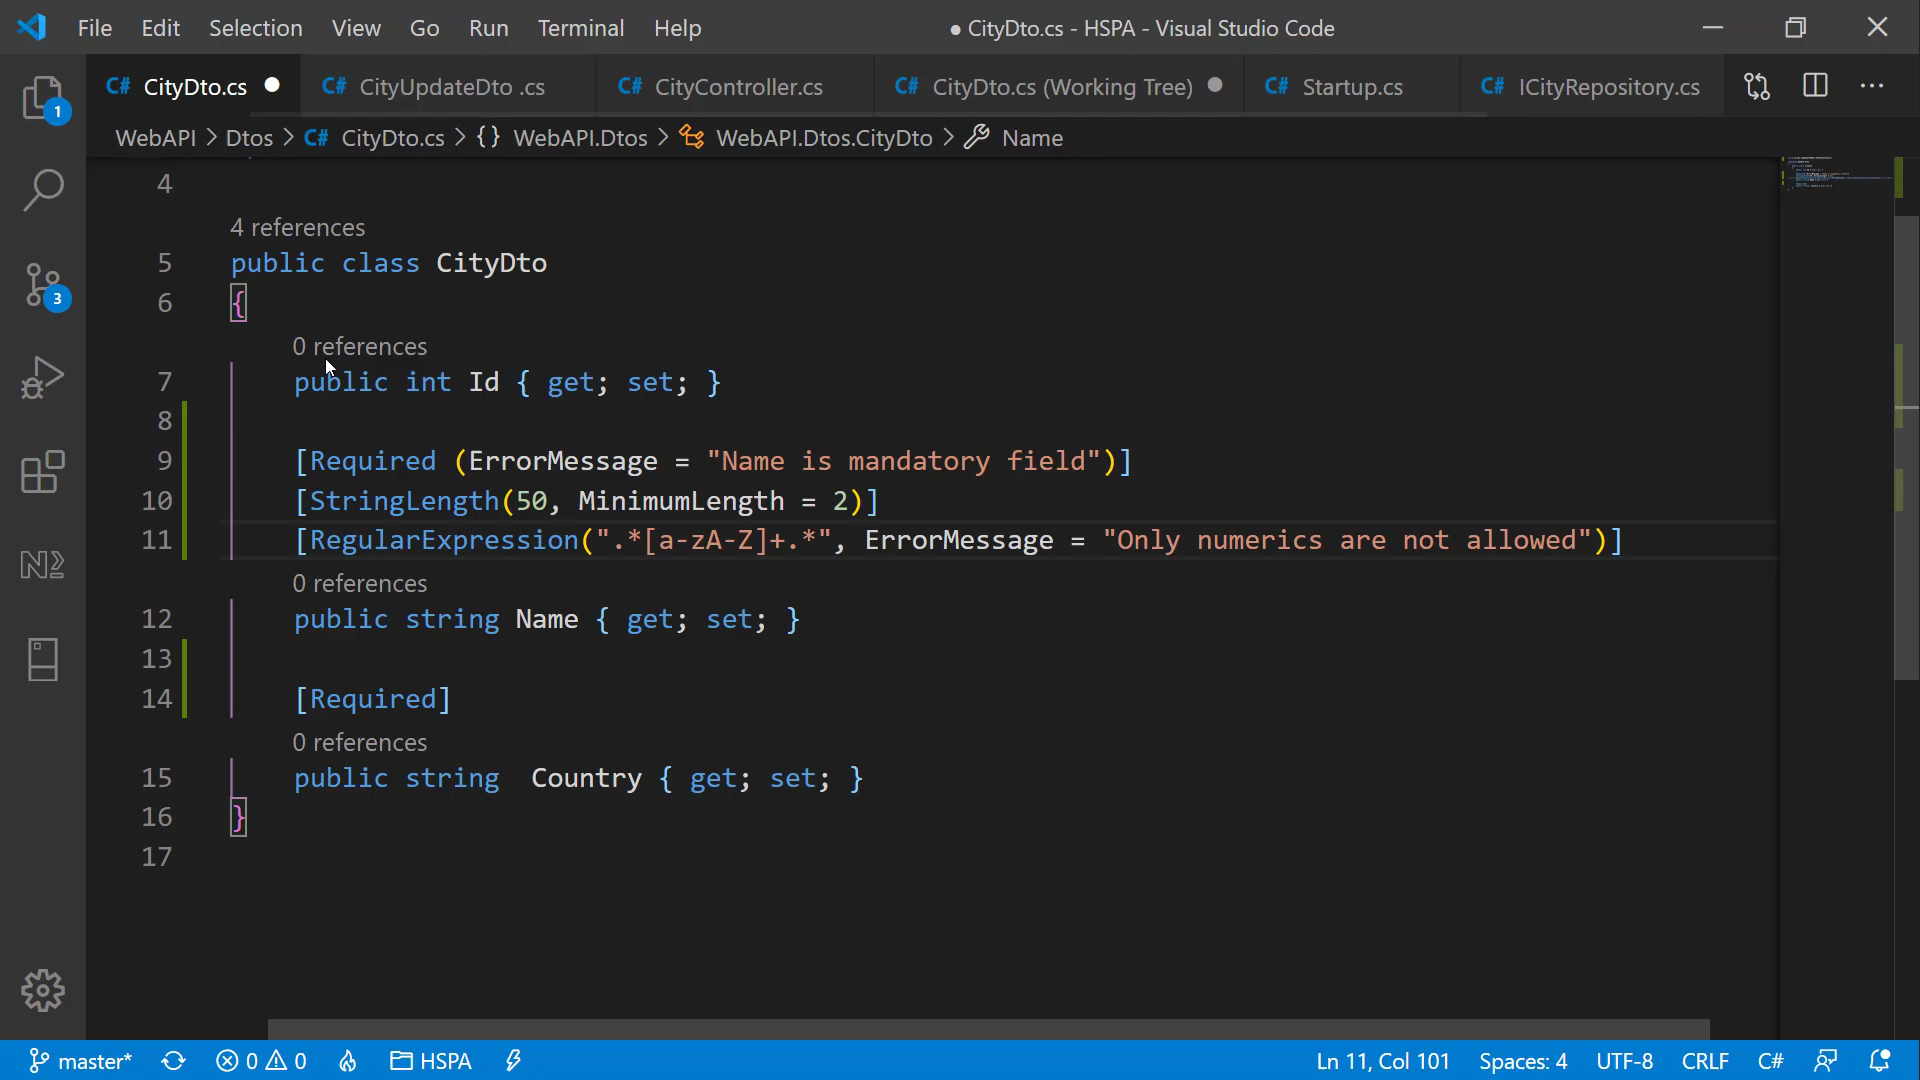 File Edit Selection View Go Run Terminal Help ● CityDto.cs - HSPA - Visual Studio Code
C# CityDto.cs C# CityUpdateDto .cs C# CityController.cs C# CityDto.cs (Working Tree) C# Startup.cs C# ICityRepository.cs
WebAPI > Dtos > C# CityDto.cs > {} WebAPI.Dtos > WebAPI.Dtos.CityDto > Name
1
3
4
4 references
5 public class CityDto
6 {
0 references
7 public int Id { get; set; }
8
9 [Required (ErrorMessage = "Name is mandatory field")]
10 [StringLength(50, MinimumLength = 2)]
11 [RegularExpression(".*[a-zA-Z]+.*", ErrorMessage = "Only numerics are not allowed")]
0 references
12 public string Name { get; set; }
13
14 [Required]
0 references
15 public string  Country { get; set; }
16 }
17
master* 0 0 HSPA Ln 11, Col 101 Spaces: 4 UTF-8 CRLF C#